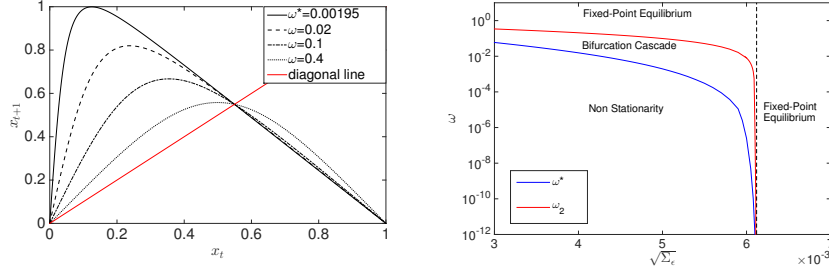 ω*=0.00195
ω=0.02
ω=0.1
ω=0.4
diagonal line
1
0.8
0.6
0.4
0.2
0
0 0.2 0.4 0.6 0.8 1
x_{t+1}
x_t
Fixed-Point Equilibrium
Bifurcation Cascade
Non Stationarity
Fixed-Point
Equilibrium
ω*
ω_2
10^0
10^-2
10^-4
10^-6
10^-8
10^-10
10^-12
ω
3 4 5 6
×10^-3
√Σ_ϵ